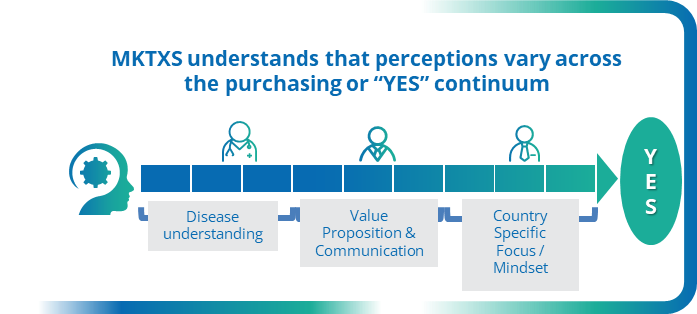 MKTXS understands that perceptions vary across
the purchasing or “YES” continuum
Y
E
S
Disease
understanding
Value
Proposition &
Communication
Country
Specific
Focus /
Mindset